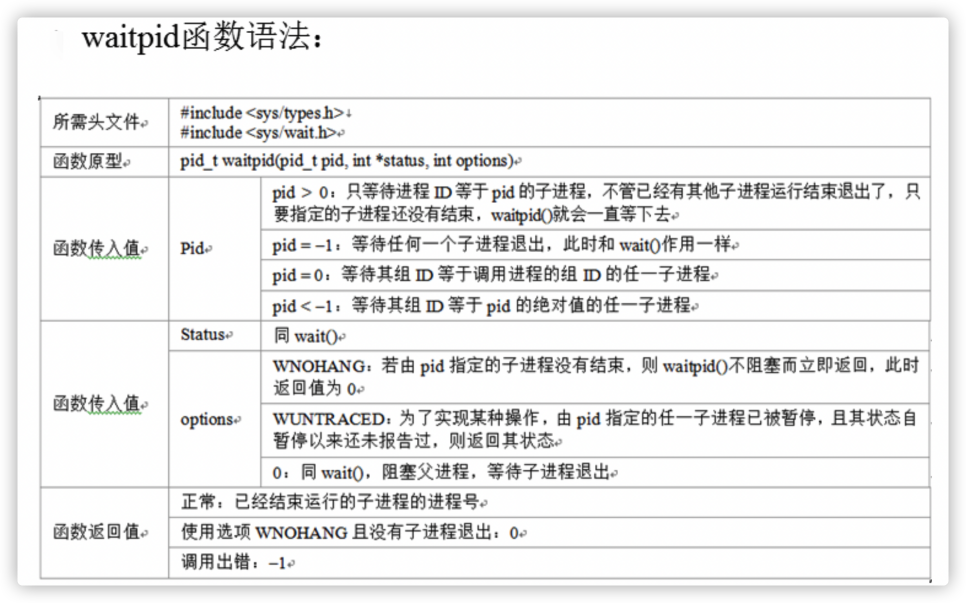 waitpid函数语法：
所需头文件
#include <sys/types.h>
#include <sys/wait.h>
函数原型
pid_t waitpid(pid_t pid, int *status, int options)
函数传入值
Pid
pid > 0：只等待进程 ID 等于 pid 的子进程，不管已经有其他子进程运行结束退出了，只
要指定的子进程还没有结束，waitpid()就会一直等下去
pid = –1：等待任何一个子进程退出，此时和 wait()作用一样
pid = 0：等待其组 ID 等于调用进程的组 ID 的任一子进程
pid < –1：等待其组 ID 等于 pid 的绝对值的任一子进程
函数传入值
Status
同 wait()
options
WNOHANG：若由 pid 指定的子进程没有结束，则 waitpid()不阻塞而立即返回，此时
返回值为 0
WUNTRACED：为了实现某种操作，由 pid 指定的任一子进程已被暂停，且其状态自
暂停以来还未报告过，则返回其状态
0：同 wait()，阻塞父进程，等待子进程退出
函数返回值
正常：已经结束运行的子进程的进程号
使用选项 WNOHANG 且没有子进程退出：0
调用出错：–1